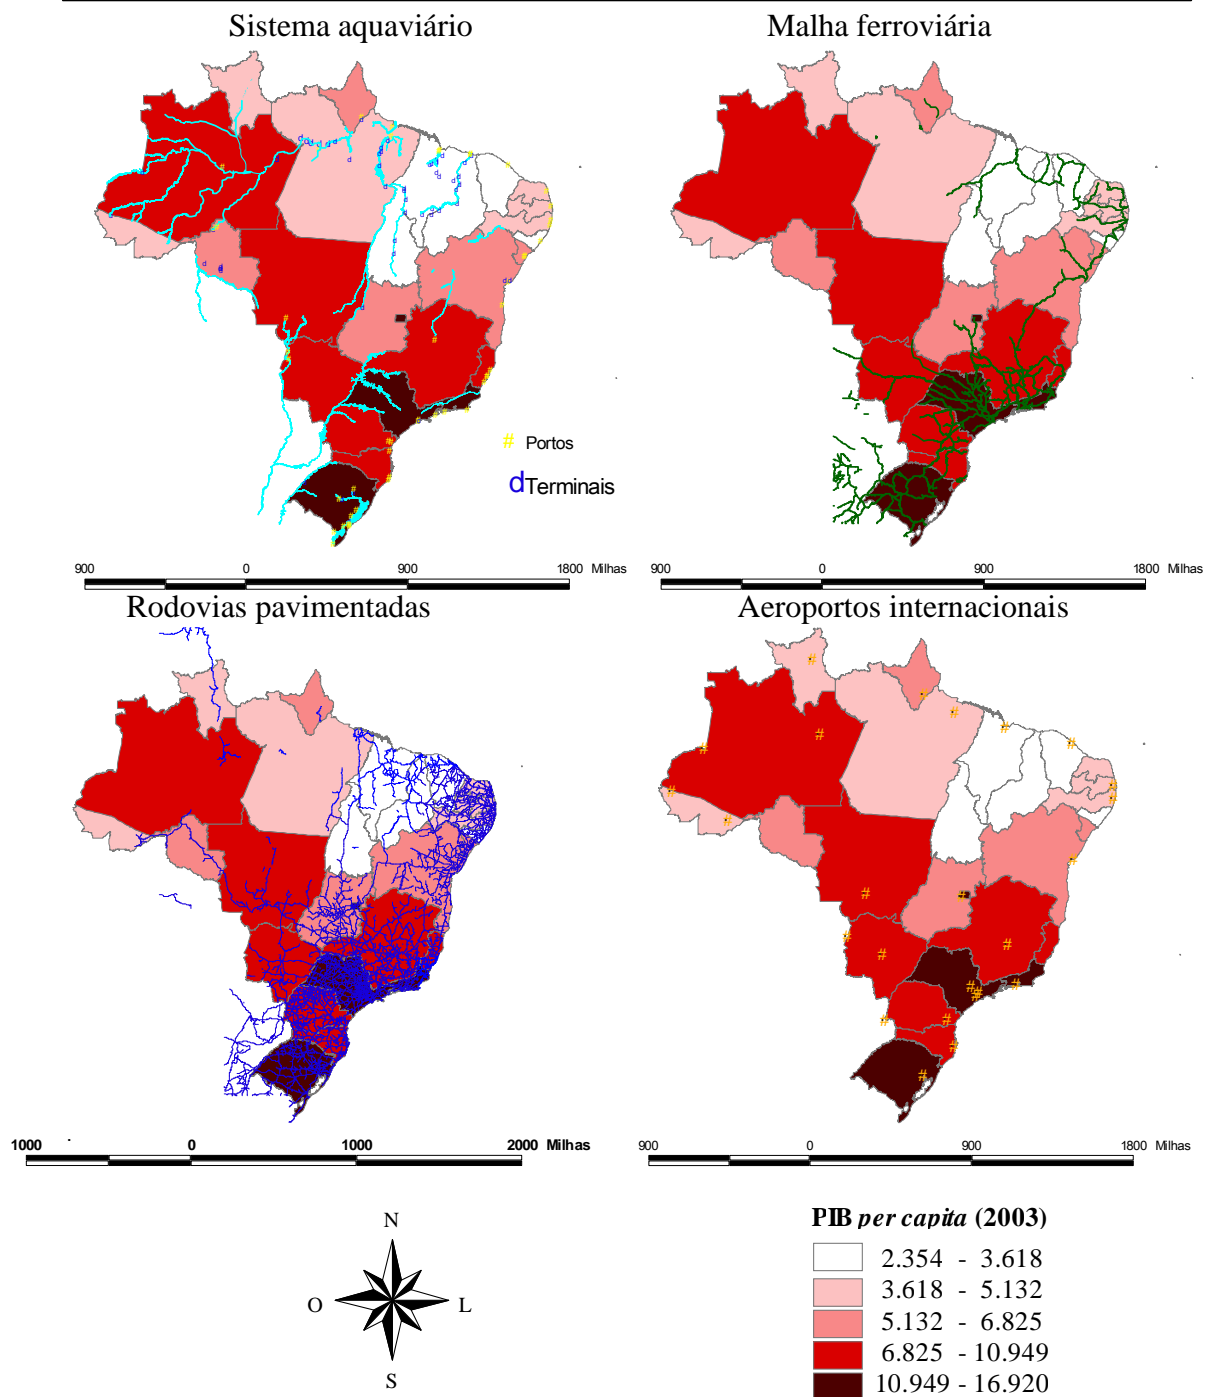 Sistema aquaviário
Malha ferroviária
# Portos
dTerminais
900 0 900 1800 Milhas
900 0 900 1800 Milhas
Rodovias pavimentadas
Aeroportos internacionais
1000 0 1000 2000 Milhas
900 0 900 1800 Milhas
N
O L
S
PIB per capita (2003)
2.354 - 3.618
3.618 - 5.132
5.132 - 6.825
6.825 - 10.949
10.949 - 16.920